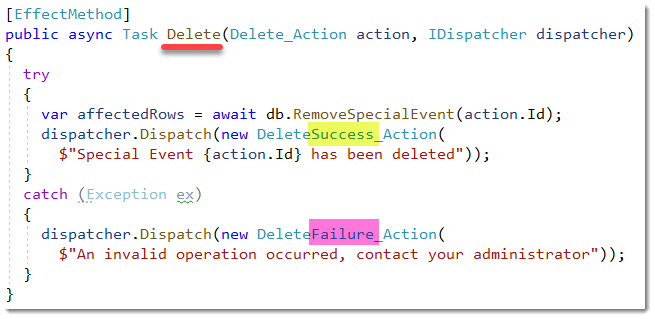 [EffectMethod]
public async Task Delete(Delete_Action action, IDispatcher dispatcher)
{
try
{
var affectedRows = await db.RemoveSpecialEvent(action.Id);
dispatcher.Dispatch(new DeleteSuccess_Action(
$"Special Event {action.Id} has been deleted"));
}
catch (Exception ex)
{
dispatcher.Dispatch(new DeleteFailure_Action(
$"An invalid operation occurred, contact your administrator"));
}
}